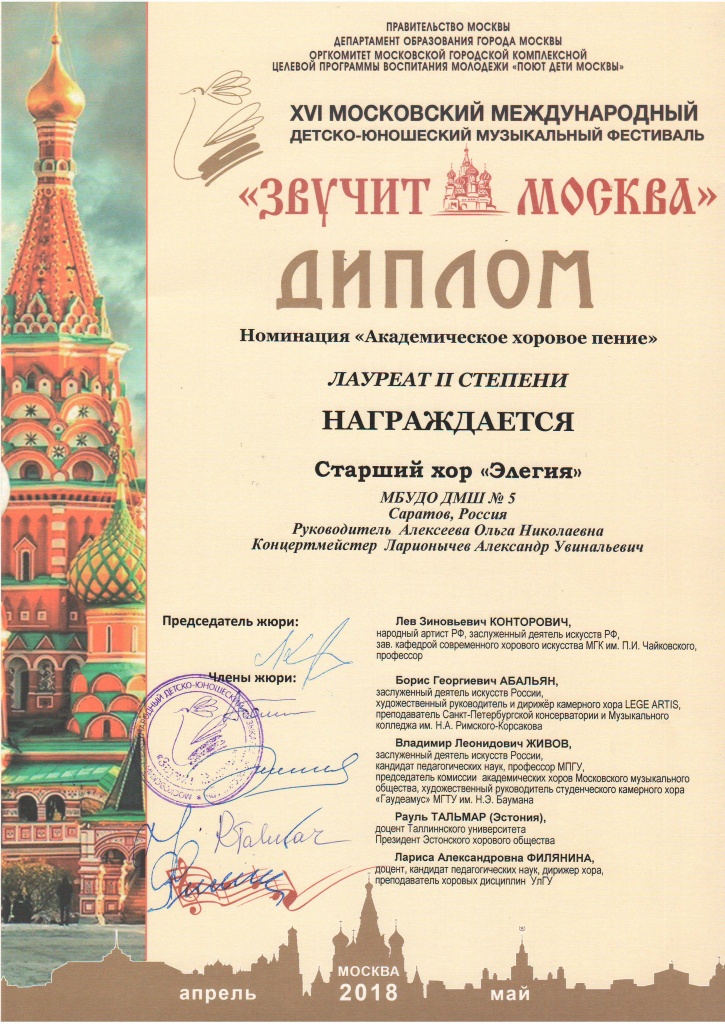 ПРАВИТЕЛЬСТВО МОСКВЫ
ДЕПАРТАМЕНТ ОБРАЗОВАНИЯ ГОРОДА МОСКВЫ
ОРГКОМИТЕТ МОСКОВСКОЙ ГОРОДСКОЙ КОМПЛЕКСНОЙ
ЦЕЛЕВОЙ ПРОГРАММЫ ВОСПИТАНИЯ МОЛОДЕЖИ «ПОЮТ ДЕТИ МОСКВЫ»
XVI МОСКОВСКИЙ МЕЖДУНАРОДНЫЙ
ДЕТСКО-ЮНОШЕСКИЙ МУЗЫКАЛЬНЫЙ ФЕСТИВАЛЬ
«ЗВУЧИТ МОСКВА»
ДИПЛОМ
Номинация «Академическое хоровое пение»
ЛАУРЕАТ II СТЕПЕНИ
НАГРАЖДАЕТСЯ
Старший хор «Элегия»
МБУДО ДМШ № 5
Саратов, Россия
Руководитель Алексеева Ольга Николаевна
Концертмейстер Ларионычев Александр Увинальевич
Председатель жюри:
Лев Зиновьевич КОНТОРОВИЧ,
народный артист РФ, заслуженный деятель искусств РФ,
зав. кафедрой современного хорового искусства МГК им. П.И. Чайковского,
профессор
Члены жюри:
Борис Георгиевич АБАЛЬЯН,
заслуженный деятель искусств России,
художественный руководитель и дирижёр камерного хора LEGE ARTIS,
преподаватель Санкт-Петербургской консерватории и Музыкального
колледжа им. Н.А. Римского-Корсакова
Владимир Леонидович ЖИВОВ,
заслуженный деятель искусств России,
кандидат педагогических наук, профессор МПГУ,
председатель комиссии академических хоров Московского музыкального
общества, художественный руководитель студенческого камерного хора
«Гаудеамус» МГТУ им. Н.Э. Баумана
Рауль ТАЛЬМАР (Эстония),
доцент Таллиннского университета
Президент Эстонского хорового общества
Лариса Александровна ФИЛЯНИНА,
доцент, кандидат педагогических наук, дирижер хора,
преподаватель хоровых дисциплин УлГУ
МОСКВА
апрель 2018 май